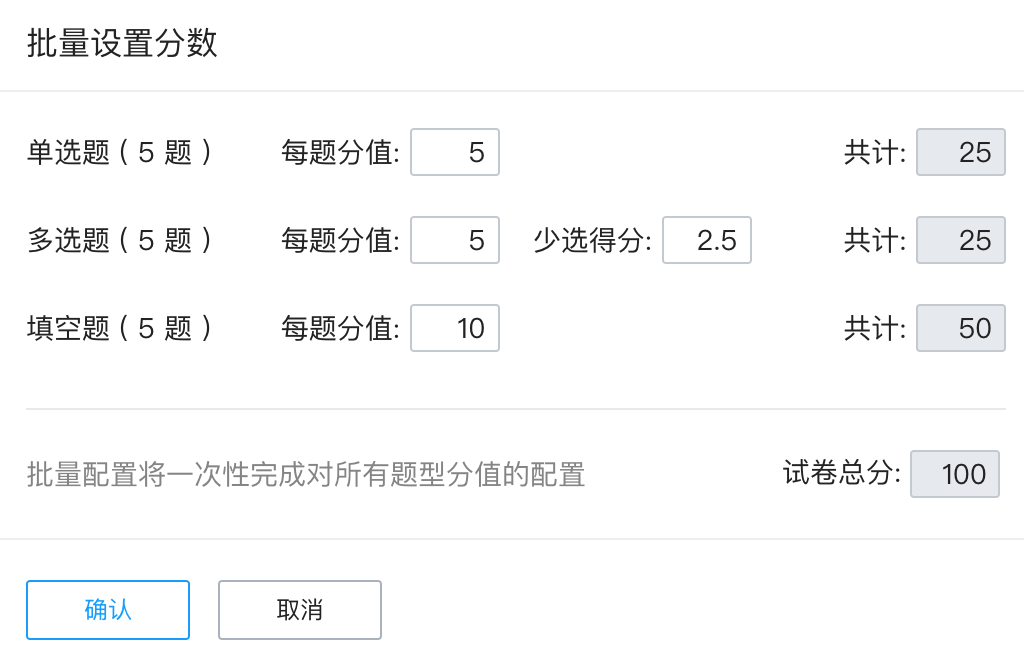 批量设置分数
单选题 ( 5 题 ) 每题分值: 5 共计: 25
多选题 ( 5 题 ) 每题分值: 5 少选得分: 2.5 共计: 25
填空题 ( 5 题 ) 每题分值: 10 共计: 50
批量配置将一次性完成对所有题型分值的配置 试卷总分: 100
确认 取消